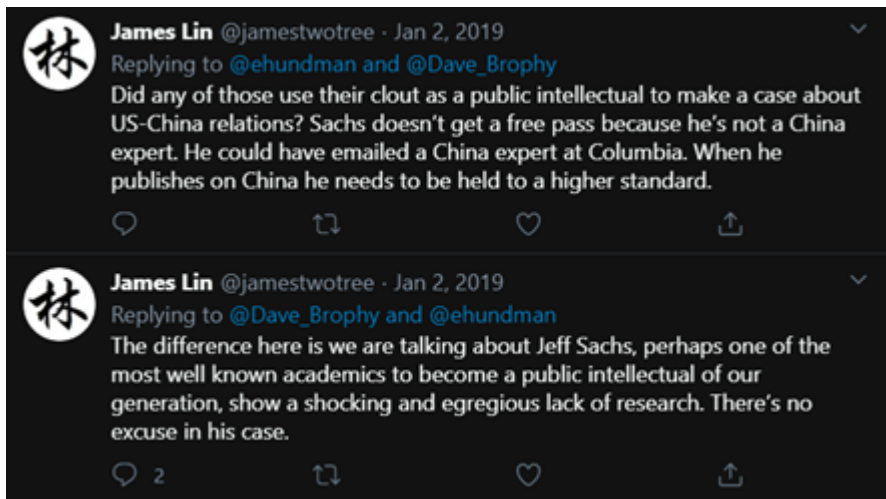 林
James Lin @jamestwotree · Jan 2, 2019
Replying to @ehundman and @Dave_Brophy
Did any of those use their clout as a public intellectual to make a case about
US-China relations? Sachs doesn't get a free pass because he's not a China
expert. He could have emailed a China expert at Columbia. When he
publishes on China he needs to be held to a higher standard.
林
James Lin @jamestwotree · Jan 2, 2019
Replying to @Dave_Brophy and @ehundman
The difference here is we are talking about Jeff Sachs, perhaps one of the
most well known academics to become a public intellectual of our
generation, show a shocking and egregious lack of research. There's no
excuse in his case.
2